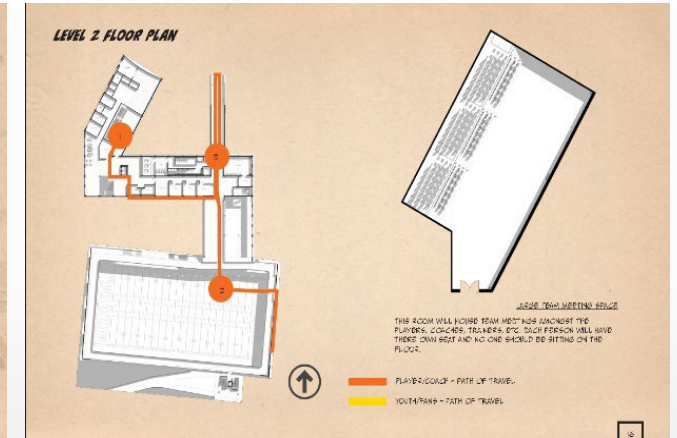 LEVEL 2 FLOOR PLAN
1
3
2
LARGE TEAM MEETING SPACE
THIS ROOM WILL HOUSE TEAM MEETINGS AMONGST THE
PLAYERS, COACHES, TRAINERS, ETC. EACH PERSON WILL HAVE
THERE OWN SEAT AND NO ONE SHOULD BE SITTING ON THE
FLOOR.
PLAYER/COACH - PATH OF TRAVEL
YOUTH/FANS - PATH OF TRAVEL